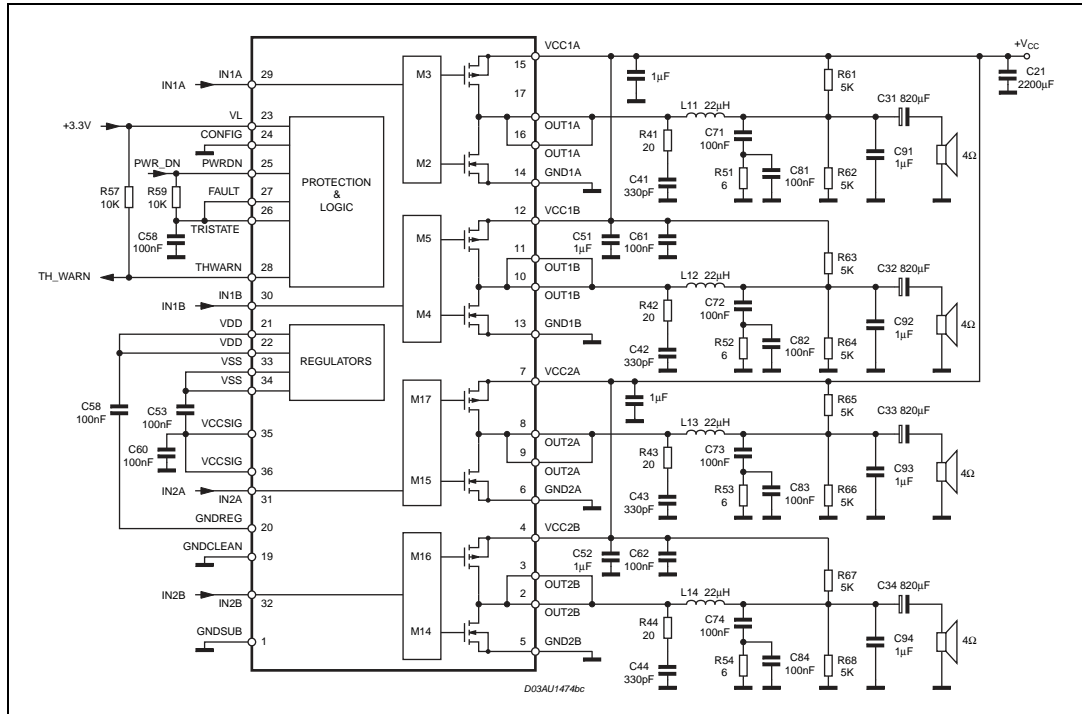 VCC1A
+VCC
15
IN1A
29
M3
1µF
R61
5K
C21
2200µF
17
L11 22µH
C31 820µF
+3.3V
VL
23
CONFIG
24
PWR_DN
PWRDN
25
FAULT
27
26
TRISTATE
R57
10K
R59
10K
C58
100nF
PROTECTION
&
LOGIC
M2
16
OUT1A
OUT1A
14
GND1A
R41
20
C41
330pF
C71
100nF
R51
6
C81
100nF
R62
5K
C91
1µF
4Ω
12
VCC1B
TH_WARN
THWARN
28
M5
11
OUT1B
10
OUT1B
C51
1µF
C61
100nF
R63
5K
L12 22µH
C32 820µF
IN1B
30
M4
13
GND1B
R42
20
C42
330pF
C72
100nF
R52
6
C82
100nF
R64
5K
C92
1µF
4Ω
VDD
21
VDD
22
VSS
33
VSS
34
REGULATORS
7
VCC2A
C58
100nF
C53
100nF
VCCSIG
35
C60
100nF
VCCSIG
36
M17
1µF
R65
5K
8
OUT2A
9
OUT2A
L13 22µH
C33 820µF
IN2A
IN2A
31
M15
6
GND2A
R43
20
C43
330pF
C73
100nF
R53
6
C83
100nF
R66
5K
C93
1µF
4Ω
GNDREG
20
4
VCC2B
GNDCLEAN
19
M16
3
OUT2B
2
OUT2B
C52
1µF
C62
100nF
R67
5K
L14 22µH
C34 820µF
IN2B
IN2B
32
GNDSUB
1
M14
5
GND2B
R44
20
C44
330pF
C74
100nF
R54
6
C84
100nF
R68
5K
C94
1µF
4Ω
D03AU1474bc